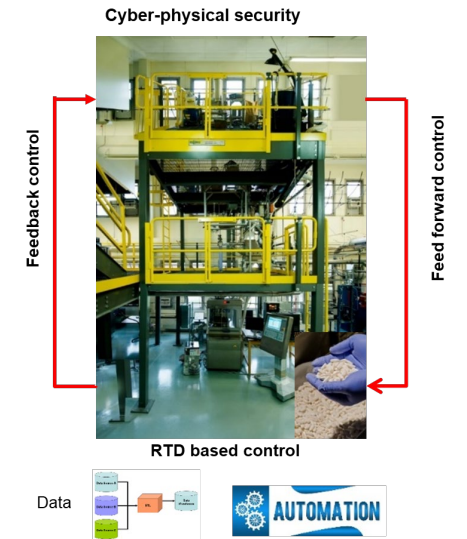 Cyber-physical security
Feedback control
Feed forward control
RTD based control
Data
AUTOMATION